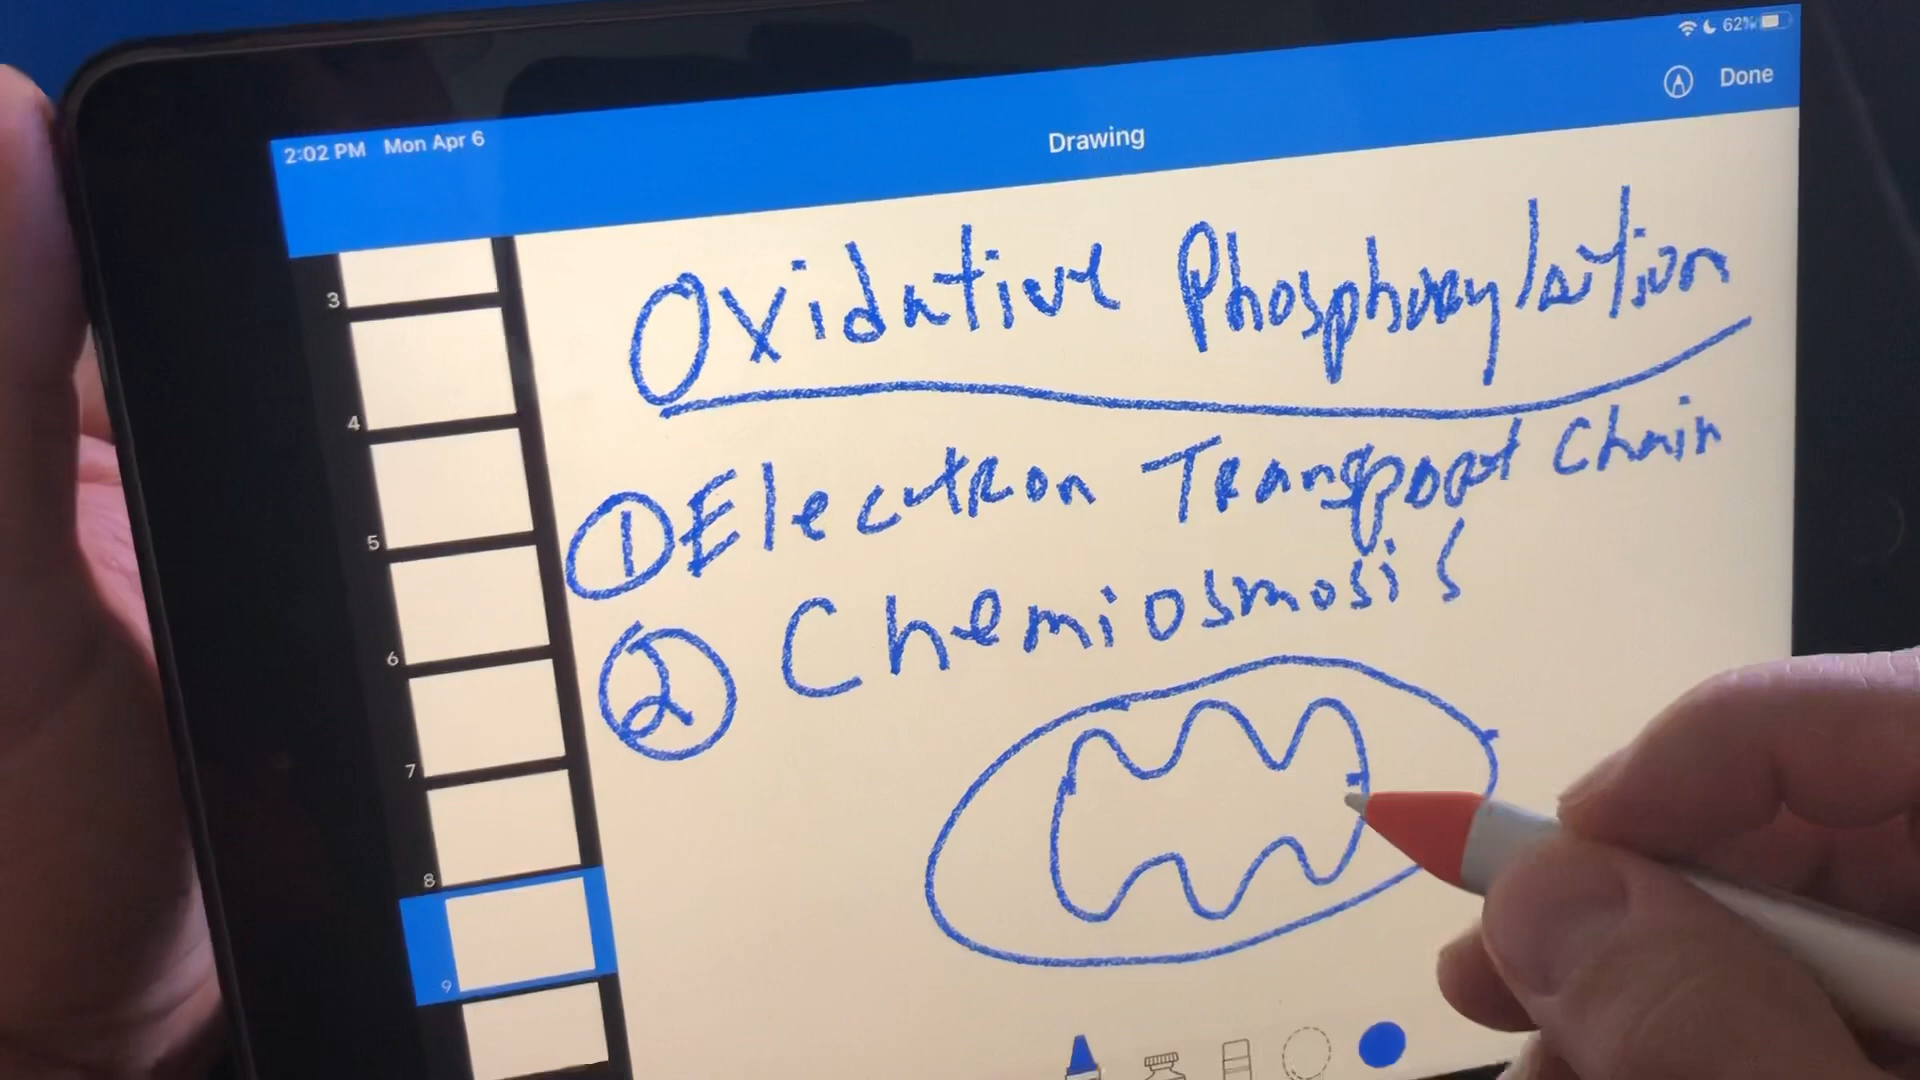 62%
Done
2:02 PM Mon Apr 6
Drawing
Oxidative Phosphorylation
1 Electron Transport Chain
2 Chemiosmosis
3
4
5
6
7
8
9